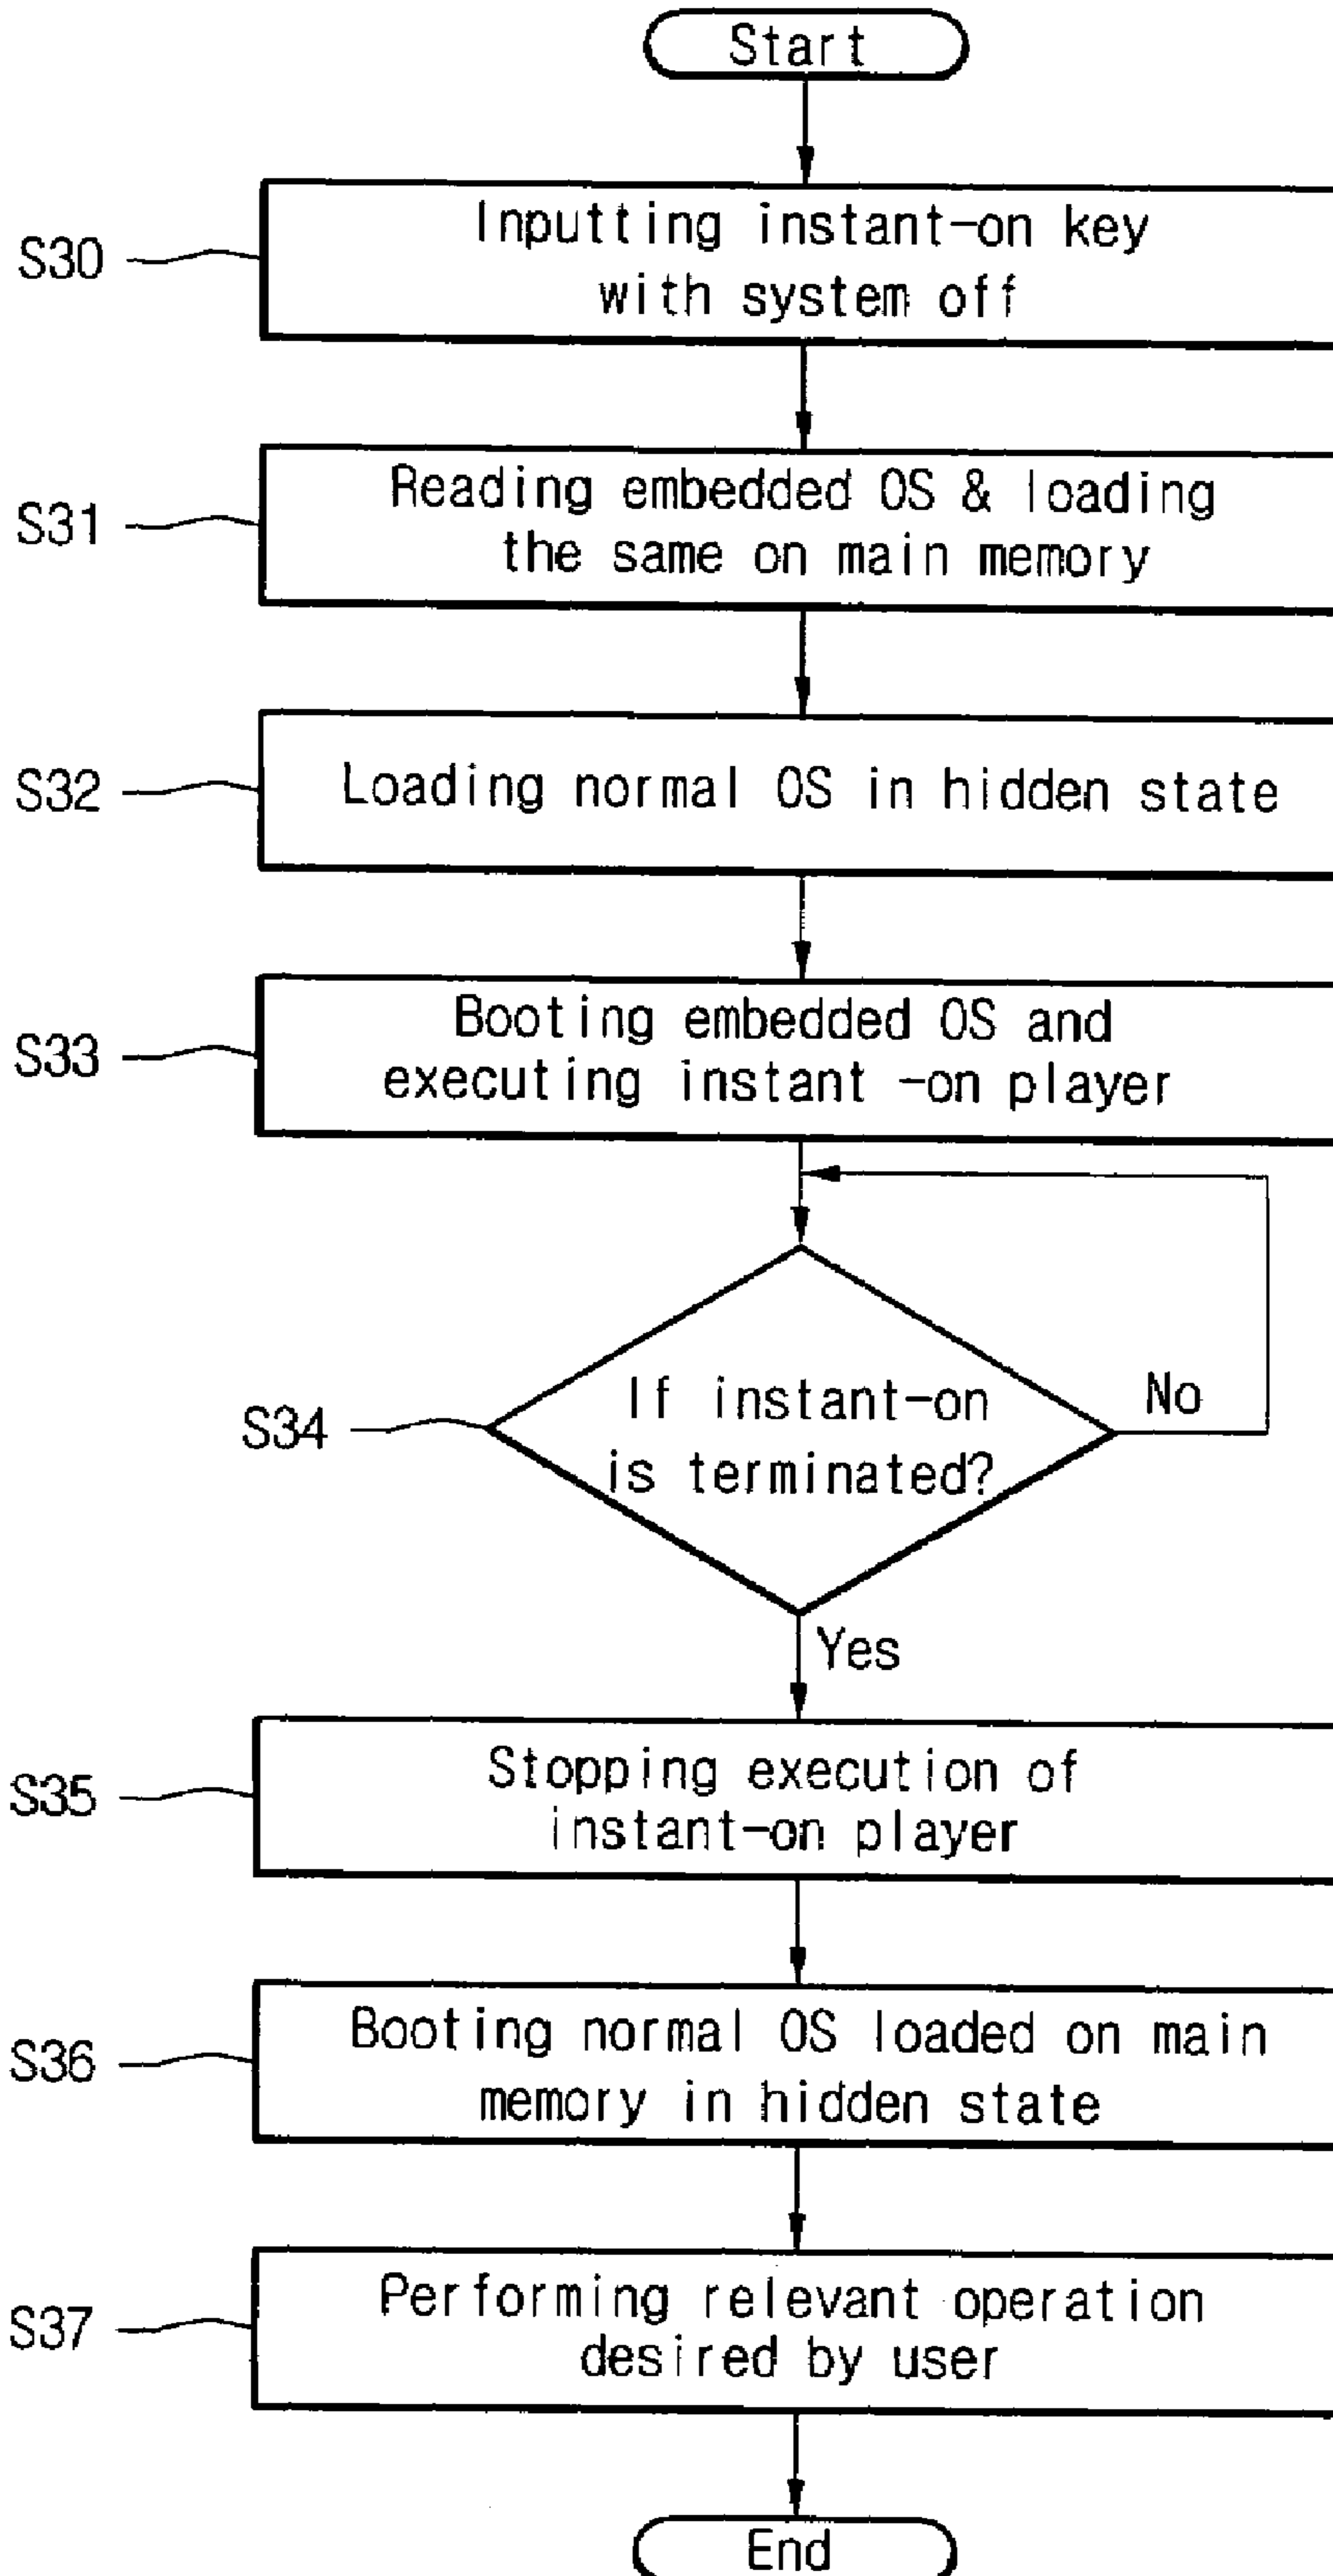 Start
S30
Inputting instant-on key
with system off
S31
Reading embedded OS & loading
the same on main memory
S32
Loading normal OS in hidden state
S33
Booting embedded OS and
executing instant -on player
S34
If instant-on
is terminated?
No
Yes
S35
Stopping execution of
instant-on player
S36
Booting normal OS loaded on main
memory in hidden state
S37
Performing relevant operation
desired by user
End